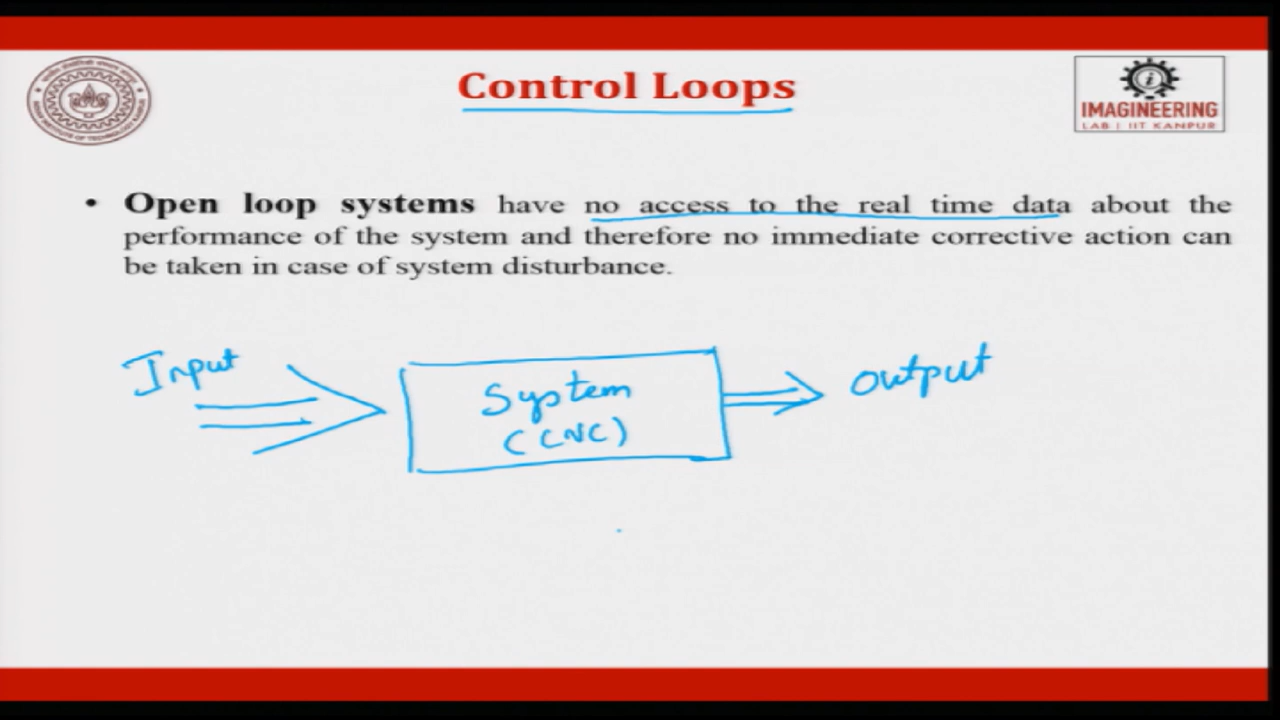 Control Loops
IMAGINEERING
LAB | IIT KANPUR
• Open loop systems have no access to the real time data about the
performance of the system and therefore no immediate corrective action can
be taken in case of system disturbance.
Input
System
(CNC)
Output